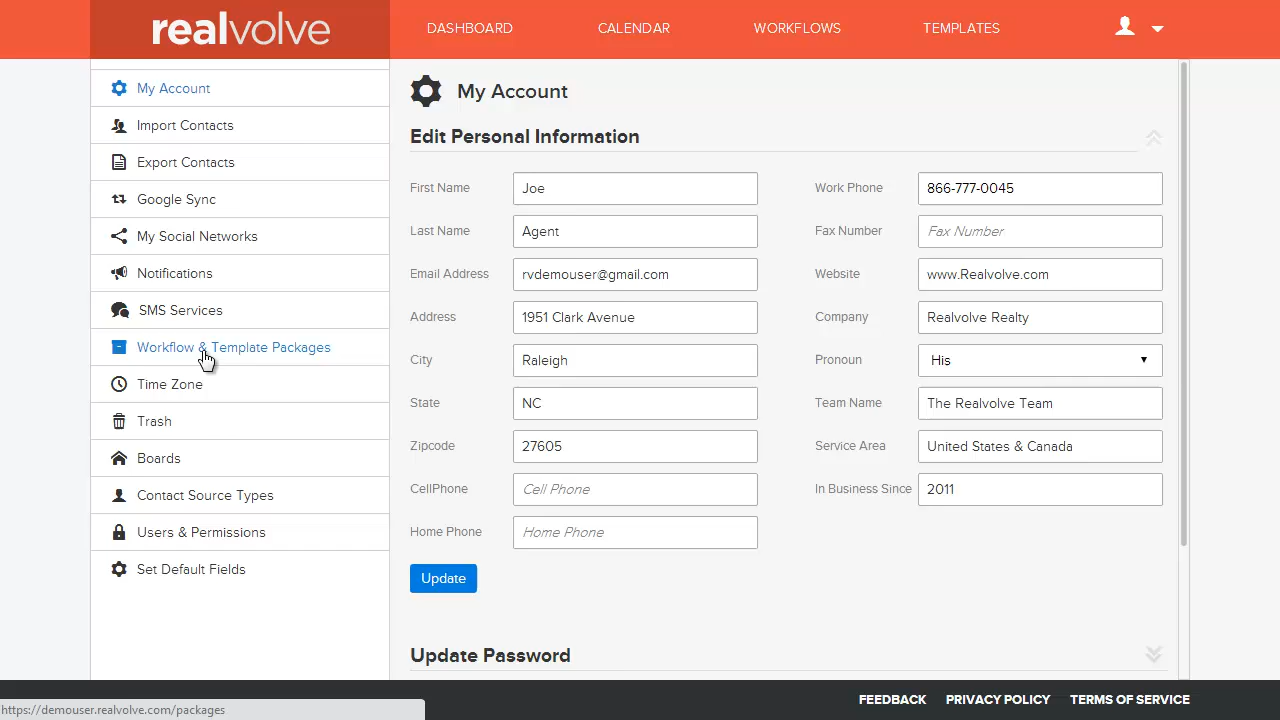 realvolve
DASHBOARD
CALENDAR
WORKFLOWS
TEMPLATES
My Account
Import Contacts
Export Contacts
Google Sync
My Social Networks
Notifications
SMS Services
Workflow & Template Packages
Time Zone
Trash
Boards
Contact Source Types
Users & Permissions
Set Default Fields
My Account
Edit Personal Information
First Name Joe
Last Name Agent
Email Address rvdemouser@gmail.com
Address 1951 Clark Avenue
City Raleigh
State NC
Zipcode 27605
CellPhone Cell Phone
Home Phone Home Phone
Work Phone 866-777-0045
Fax Number Fax Number
Website www.Realvolve.com
Company Realvolve Realty
Pronoun His
Team Name The Realvolve Team
Service Area United States & Canada
In Business Since 2011
Update
Update Password
FEEDBACK
PRIVACY POLICY
TERMS OF SERVICE
https://demouser.realvolve.com/packages